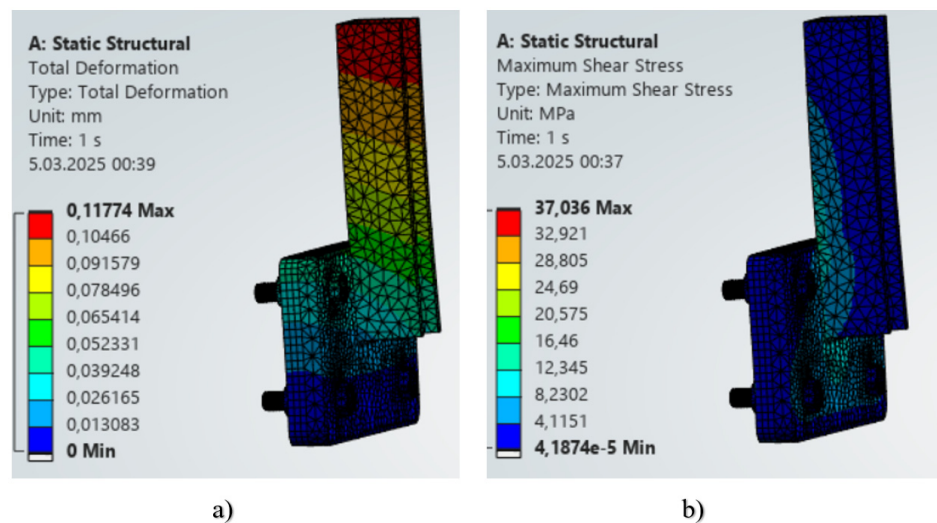 A: Static Structural
Total Deformation
Type: Total Deformation
Unit: mm
Time: 1 s
5.03.2025 00:39
0,11774 Max
0,10466
0,091579
0,078496
0,065414
0,052331
0,039248
0,026165
0,013083
0 Min
a)
A: Static Structural
Maximum Shear Stress
Type: Maximum Shear Stress
Unit: MPa
Time: 1 s
5.03.2025 00:37
37,036 Max
32,921
28,805
24,69
20,575
16,46
12,345
8,2302
4,1151
4,1874e-5 Min
b)